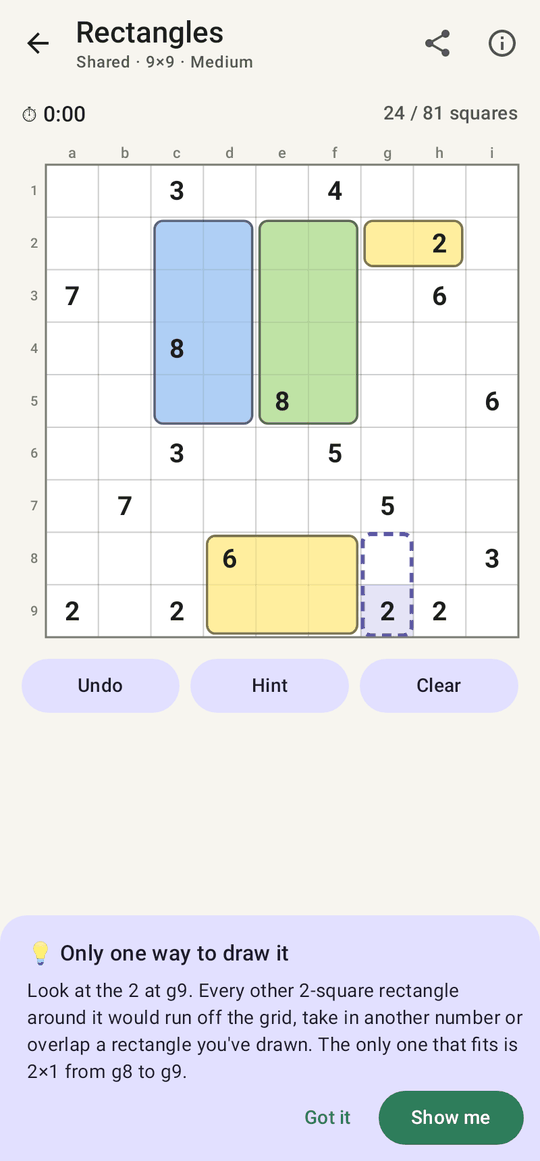 Rectangles
Shared · 9×9 · Medium
⏱ 0:00
24 / 81 squares
a b c d e f g h i
1 3 4
2 2
3 7 6
4 8
5 8 6
6 3 5
7 7 5
8 6 3
9 2 2 2 2
Undo Hint Clear
💡 Only one way to draw it
Look at the 2 at g9. Every other 2-square rectangle
around it would run off the grid, take in another number or
overlap a rectangle you've drawn. The only one that fits is
2×1 from g8 to g9.
Got it Show me